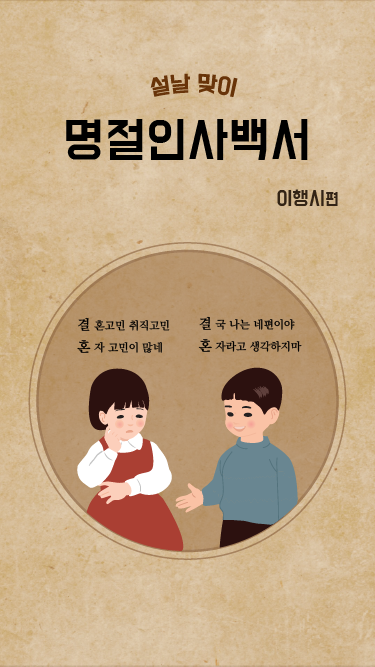 설날 맞이
명절인사백서
이행시편
결 혼고민 취직고민
혼 자 고민이 많네
결 국 나는 네편이야
혼 자라고 생각하지마